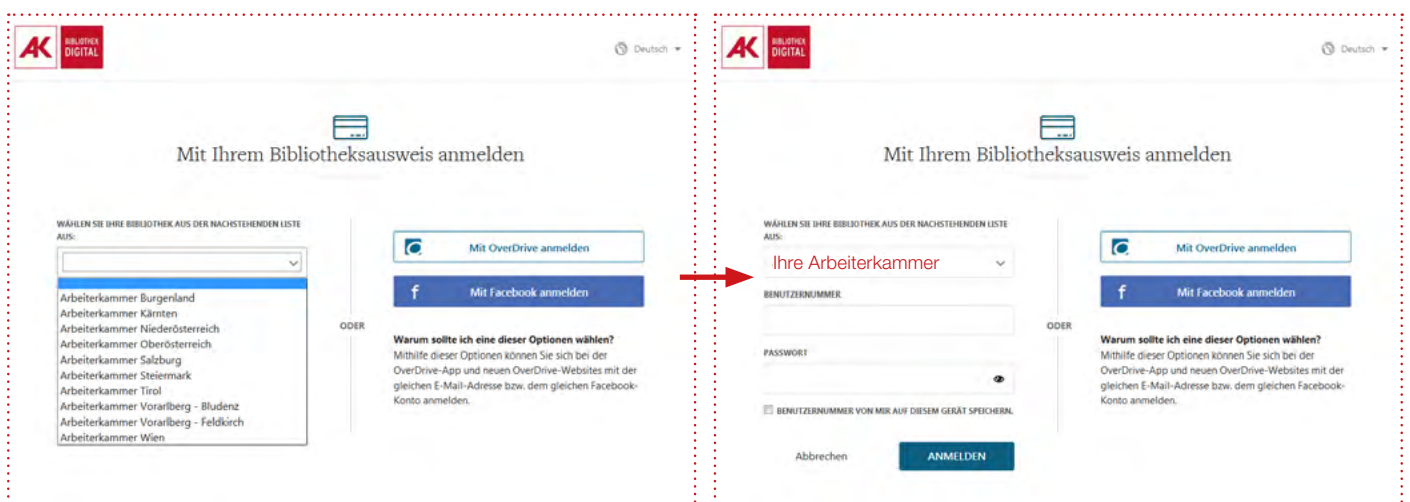 AK BIBLIOTHEK
DIGITAL
Deutsch
Mit Ihrem Bibliotheksausweis anmelden
WÄHLEN SIE IHRE BIBLIOTHEK AUS DER NACHSTEHENDEN LISTE
AUS:
Arbeiterkammer Burgenland
Arbeiterkammer Kärnten
Arbeiterkammer Niederösterreich
Arbeiterkammer Oberösterreich
Arbeiterkammer Salzburg
Arbeiterkammer Steiermark
Arbeiterkammer Tirol
Arbeiterkammer Vorarlberg - Bludenz
Arbeiterkammer Vorarlberg - Feldkirch
Arbeiterkammer Wien
ODER
Mit OverDrive anmelden
f Mit Facebook anmelden
Warum sollte ich eine dieser Optionen wählen?
Mithilfe dieser Optionen können Sie sich bei der
OverDrive-App und neuen OverDrive-Websites mit der
gleichen E-Mail-Adresse bzw. dem gleichen Facebook-
Konto anmelden.
AK BIBLIOTHEK
DIGITAL
Deutsch
Mit Ihrem Bibliotheksausweis anmelden
WÄHLEN SIE IHRE BIBLIOTHEK AUS DER NACHSTEHENDEN LISTE
AUS:
Ihre Arbeiterkammer
BENUTZERNUMMER
PASSWORT
BENUTZERNUMMER VON MIR AUF DIESEM GERÄT SPEICHERN.
Abbrechen
ANMELDEN
ODER
Mit OverDrive anmelden
f Mit Facebook anmelden
Warum sollte ich eine dieser Optionen wählen?
Mithilfe dieser Optionen können Sie sich bei der
OverDrive-App und neuen OverDrive-Websites mit der
gleichen E-Mail-Adresse bzw. dem gleichen Facebook-
Konto anmelden.